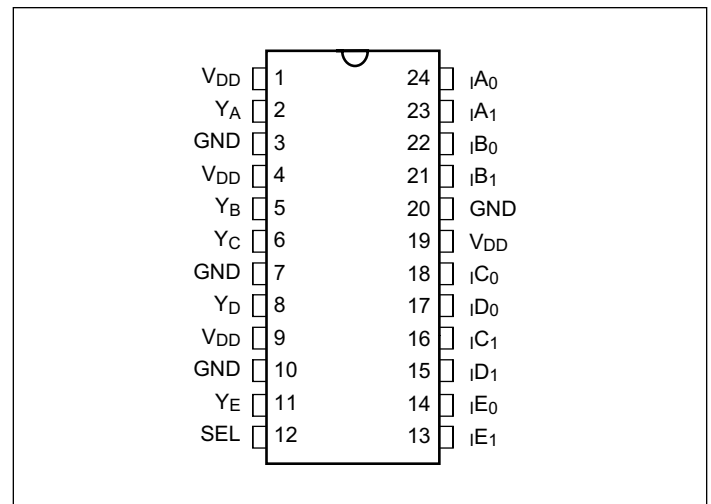 VDD 1 24 IA0
YA 2 23 IA1
GND 3 22 IB0
VDD 4 21 IB1
YB 5 20 GND
YC 6 19 VDD
GND 7 18 IC0
YD 8 17 ID0
VDD 9 16 IC1
GND 10 15 ID1
YE 11 14 IE0
SEL 12 13 IE1